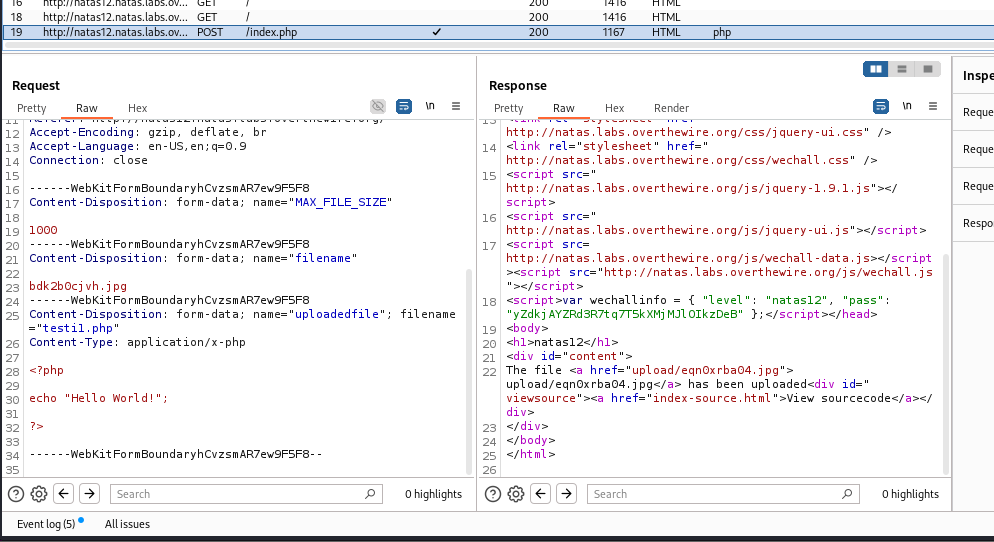 16 http://natas12.natas.labs.ov... GET / 200 1416 HTML
18 http://natas12.natas.labs.ov... GET / 200 1416 HTML
19 http://natas12.natas.labs.ov... POST /index.php ✓ 200 1167 HTML php
Request
Pretty Raw Hex \n
12 Accept-Encoding: gzip, deflate, br
13 Accept-Language: en-US,en;q=0.9
14 Connection: close
15
16 ------WebKitFormBoundaryhCvzsmAR7ew9F5F8
17 Content-Disposition: form-data; name="MAX_FILE_SIZE"
18
19 1000
20 ------WebKitFormBoundaryhCvzsmAR7ew9F5F8
21 Content-Disposition: form-data; name="filename"
22
23 bdk2b0cjvh.jpg
24 ------WebKitFormBoundaryhCvzsmAR7ew9F5F8
25 Content-Disposition: form-data; name="uploadedfile"; filename
="testi1.php"
26 Content-Type: application/x-php
27
28 <?php
29
30 echo "Hello World!";
31
32 ?>
33
34 ------WebKitFormBoundaryhCvzsmAR7ew9F5F8--
35
Search 0 highlights
Response
Pretty Raw Hex Render \n
13 <link rel="stylesheet" href="
http://natas.labs.overthewire.org/css/jquery-ui.css" />
14 <link rel="stylesheet" href="
http://natas.labs.overthewire.org/css/wechall.css" />
15 <script src="
http://natas.labs.overthewire.org/js/jquery-1.9.1.js"></
script>
16 <script src="
http://natas.labs.overthewire.org/js/jquery-ui.js"></script>
17 <script src=
http://natas.labs.overthewire.org/js/wechall-data.js></script
><script src="http://natas.labs.overthewire.org/js/wechall.js
"></script>
18 <script>var wechallinfo = { "level": "natas12", "pass":
"yZdkjAYZRd3R7tq7T5kXMjMJlOIkzDeB" };</script></head>
19 <body>
20 <h1>natas12</h1>
21 <div id="content">
22 The file <a href="upload/eqn0xrba04.jpg">
upload/eqn0xrba04.jpg</a> has been uploaded<div id="
viewsource"><a href="index-source.html">View sourcecode</a></
div>
23 </div>
24 </body>
25 </html>
26
Search 0 highlights
Inspe
Reque
Reque
Reque
Respo
Event log (5) All issues